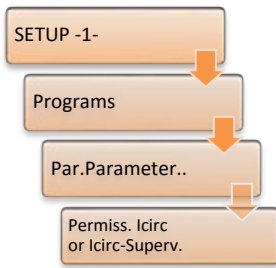 SETUP -1-
Programs
Par.Parameter..
Permiss. Icirc
or Icirc-Superv.